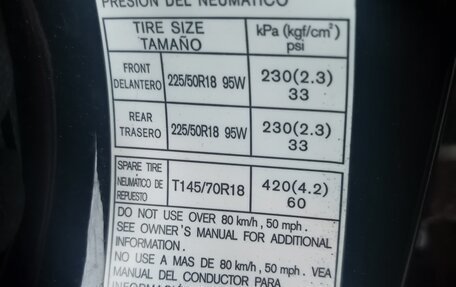 PRESIÓN DEL NEUMÁTICO
TIRE SIZE kPa (kgf/cm²)
TAMAÑO psi
FRONT
DELANTERO 225/50R18 95W 230(2.3)
33
REAR
TRASERO 225/50R18 95W 230(2.3)
33
SPARE TIRE
NEUMÁTICO DE T145/70R18 420(4.2)
REPUESTO 60
DO NOT USE OVER 80 km/h, 50 mph.
SEE OWNER'S MANUAL FOR ADDITIONAL
INFORMATION.
NO USE A MAS DE 80 km/h, 50 mph. VEA
MANUAL DEL CONDUCTOR PARA